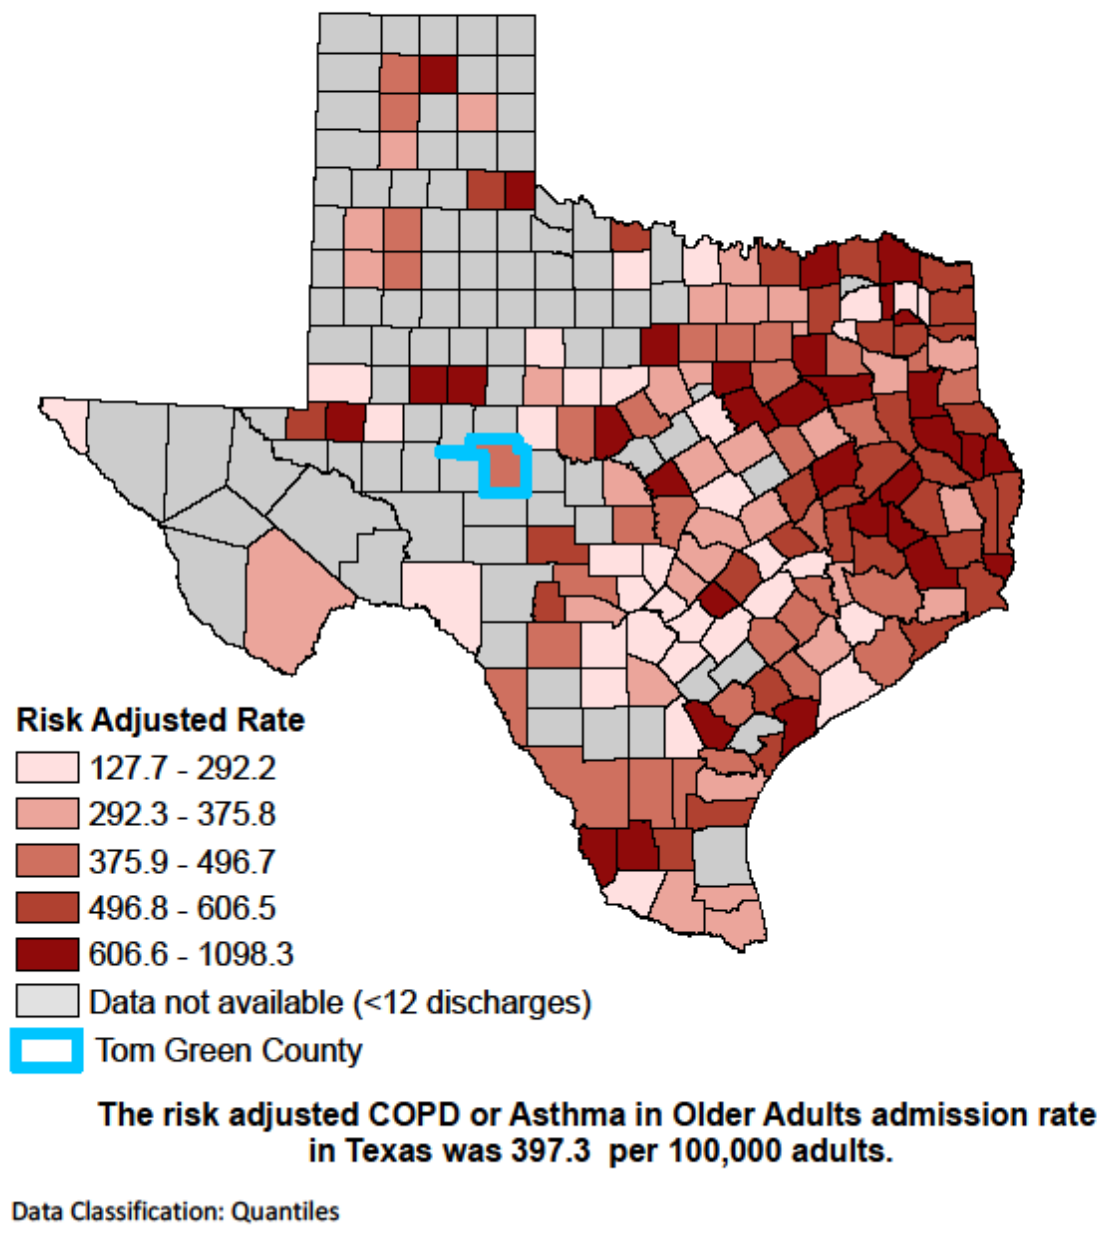 Risk Adjusted Rate
127.7 - 292.2
292.3 - 375.8
375.9 - 496.7
496.8 - 606.5
606.6 - 1098.3
Data not available (<12 discharges)
Tom Green County
The risk adjusted COPD or Asthma in Older Adults admission rate
in Texas was 397.3  per 100,000 adults.
Data Classification: Quantiles